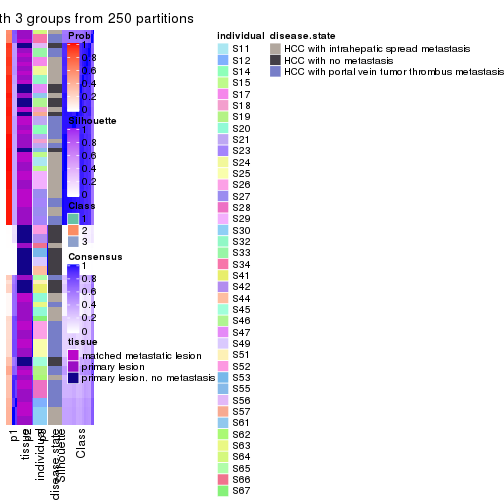 th 3 groups from 250 partitions
Prob
1
0.8
0.6
0.4
0.2
0
Silhouette
1
0.8
0.6
0.4
0.2
0
Class
1
2
3
Consensus
1
0.8
0.6
0.4
0.2
0
tissue
matched metastatic lesion
primary lesion
primary lesion. no metastasis
individual
S11
S12
S14
S15
S17
S18
S19
S20
S21
S23
S24
S25
S26
S27
S28
S29
S30
S32
S33
S34
S41
S42
S44
S45
S46
S47
S49
S51
S52
S53
S55
S56
S57
S61
S62
S63
S64
S65
S66
S67
disease.state
HCC with intrahepatic spread metastasis
HCC with no metastasis
HCC with portal vein tumor thrombus metastasis
p1
tissue
individual
disease.state
Silhouette
Class